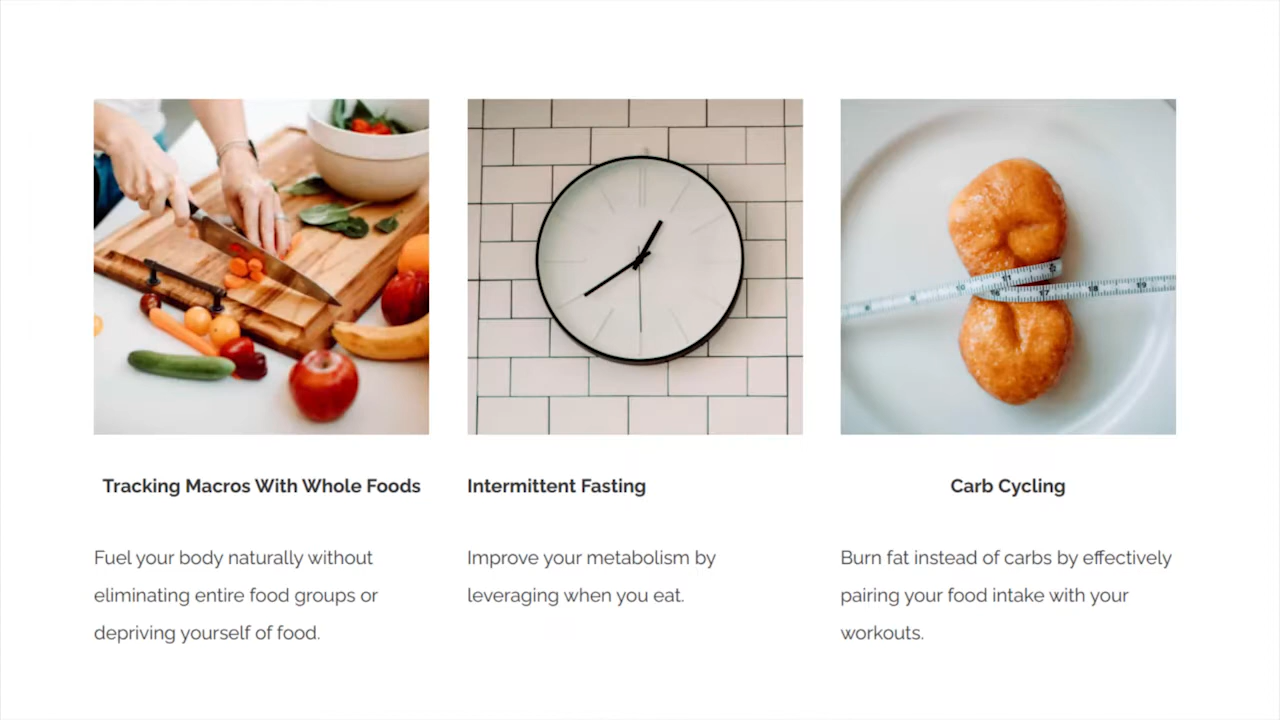 Tracking Macros With Whole Foods
Fuel your body naturally without
eliminating entire food groups or
depriving yourself of food.
Intermittent Fasting
Improve your metabolism by
leveraging when you eat.
Carb Cycling
Burn fat instead of carbs by effectively
pairing your food intake with your
workouts.